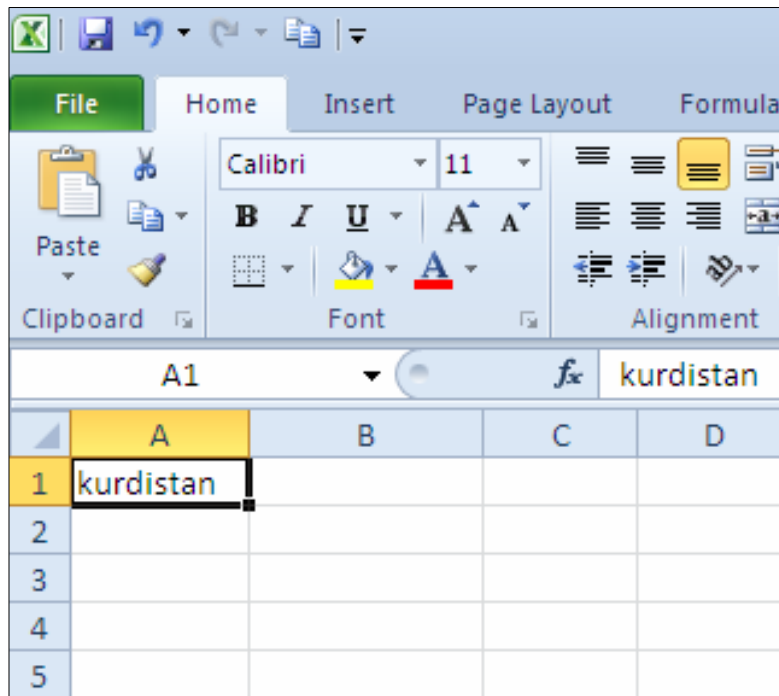 File Home Insert Page Layout Formula
Calibri 11
B I U A A
Paste
A
Clipboard Font Alignment
A1 fx kurdistan
A B C D
1 kurdistan
2
3
4
5